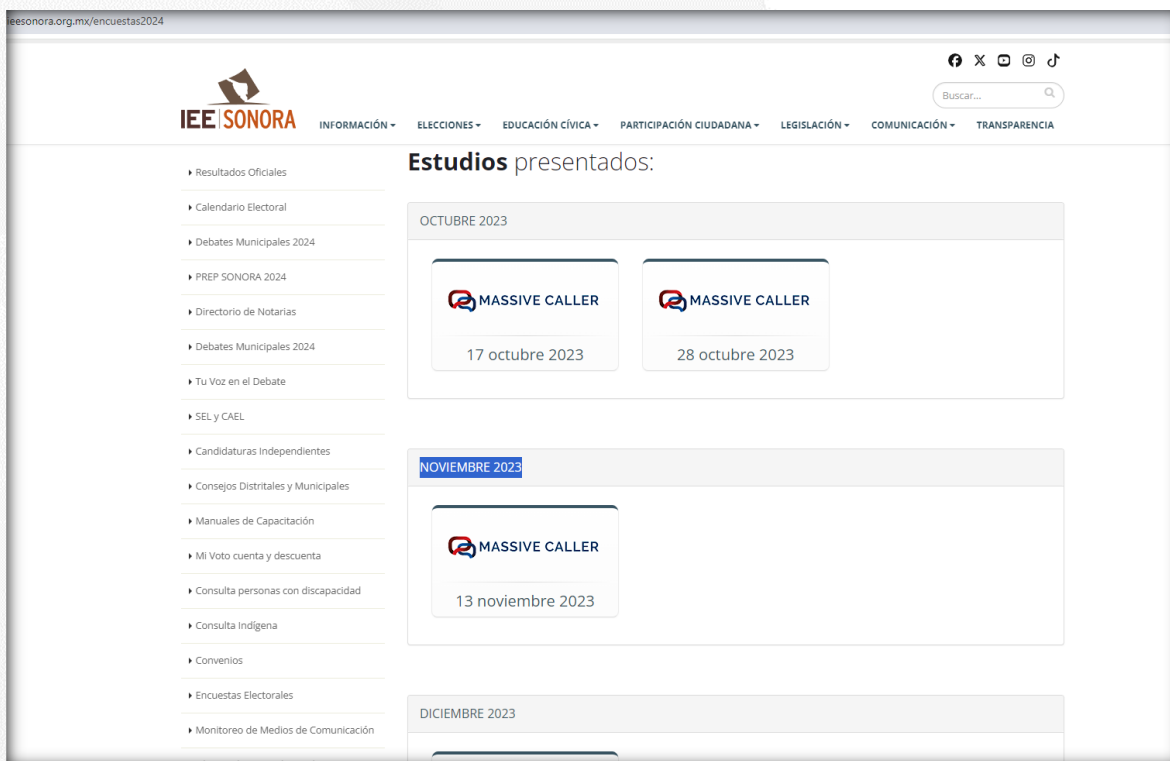 ieesonora.org.mx/encuestas2024
Buscar...
IEE SONORA
INFORMACIÓN
ELECCIONES
EDUCACIÓN CÍVICA
PARTICIPACIÓN CIUDADANA
LEGISLACIÓN
COMUNICACIÓN
TRANSPARENCIA
Resultados Oficiales
Calendario Electoral
Debates Municipales 2024
PREP SONORA 2024
Directorio de Notarias
Debates Municipales 2024
Tu Voz en el Debate
SEL y CAEL
Candidaturas Independientes
Consejos Distritales y Municipales
Manuales de Capacitación
Mi Voto cuenta y descuenta
Consulta personas con discapacidad
Consulta Indígena
Convenios
Encuestas Electorales
Monitoreo de Medios de Comunicación
Estudios presentados:
OCTUBRE 2023
MASSIVE CALLER
17 octubre 2023
MASSIVE CALLER
28 octubre 2023
NOVIEMBRE 2023
MASSIVE CALLER
13 noviembre 2023
DICIEMBRE 2023